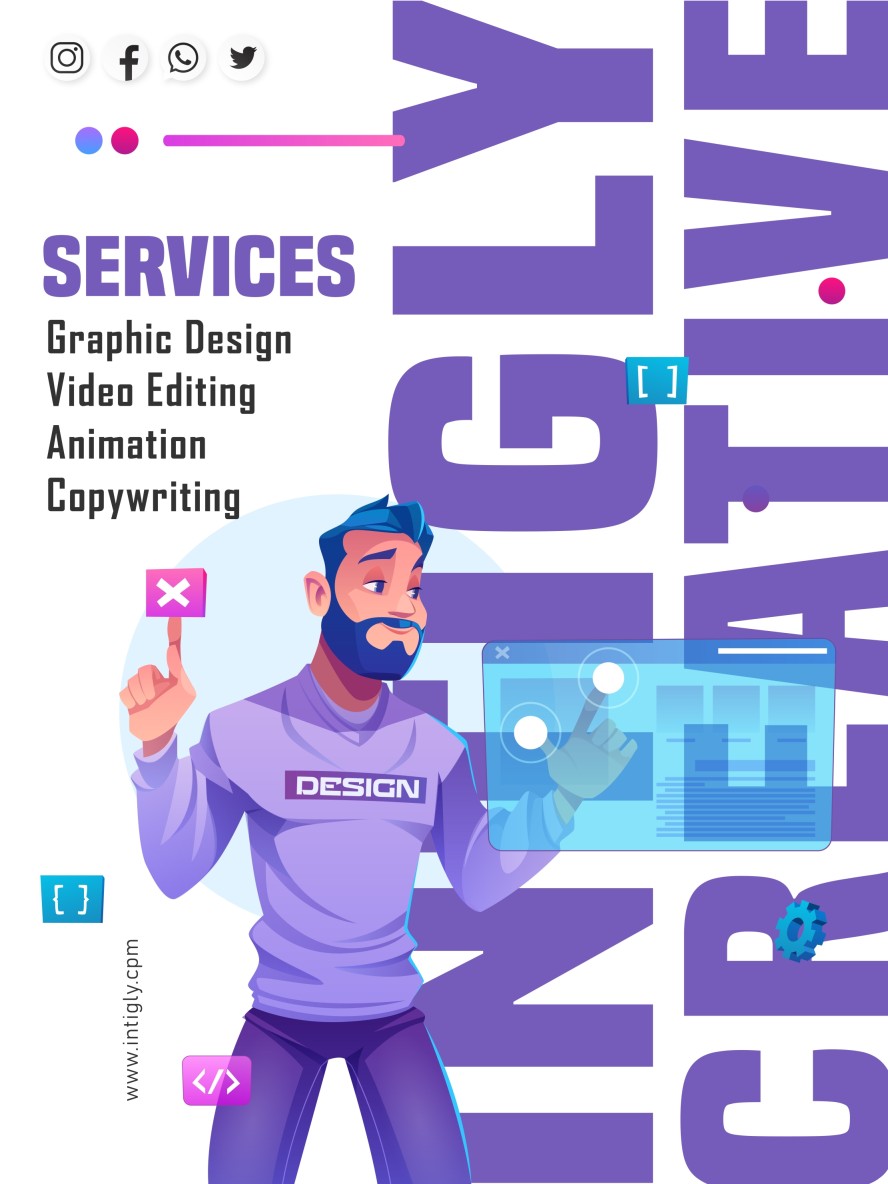 SERVICES
Graphic Design
Video Editing
Animation
Copywriting
INTIGLY
CREATIVE
[ ]
DESIGN
{ }
www.intigly.cpm
</>